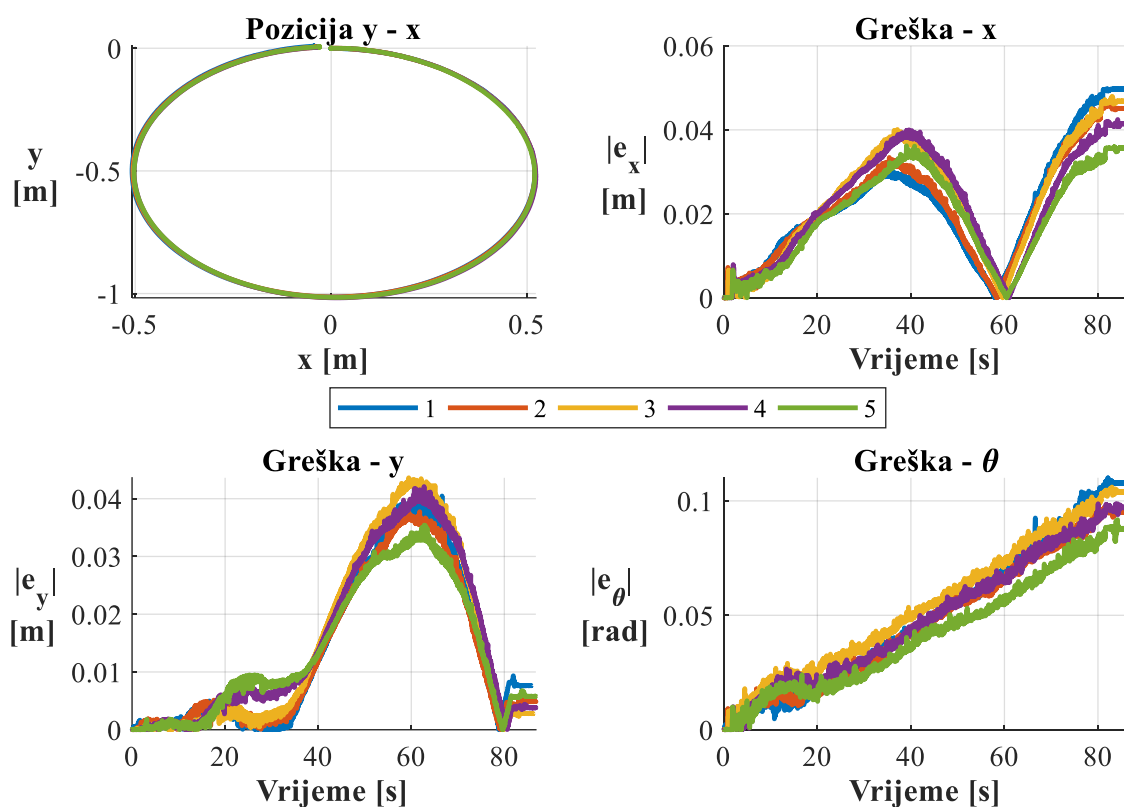 Pozicija y - x
0
-0.5
-1
y
[m]
-0.5 0 0.5
x [m]
Greška - x
0.06
0.04
0.02
0
|e_x|
[m]
0 20 40 60 80
Vrijeme [s]
1 2 3 4 5
Greška - y
0.04
0.03
0.02
0.01
0
|e_y|
[m]
0 20 40 60 80
Vrijeme [s]
Greška - θ
0.1
0.05
0
|e_θ|
[rad]
0 20 40 60 80
Vrijeme [s]